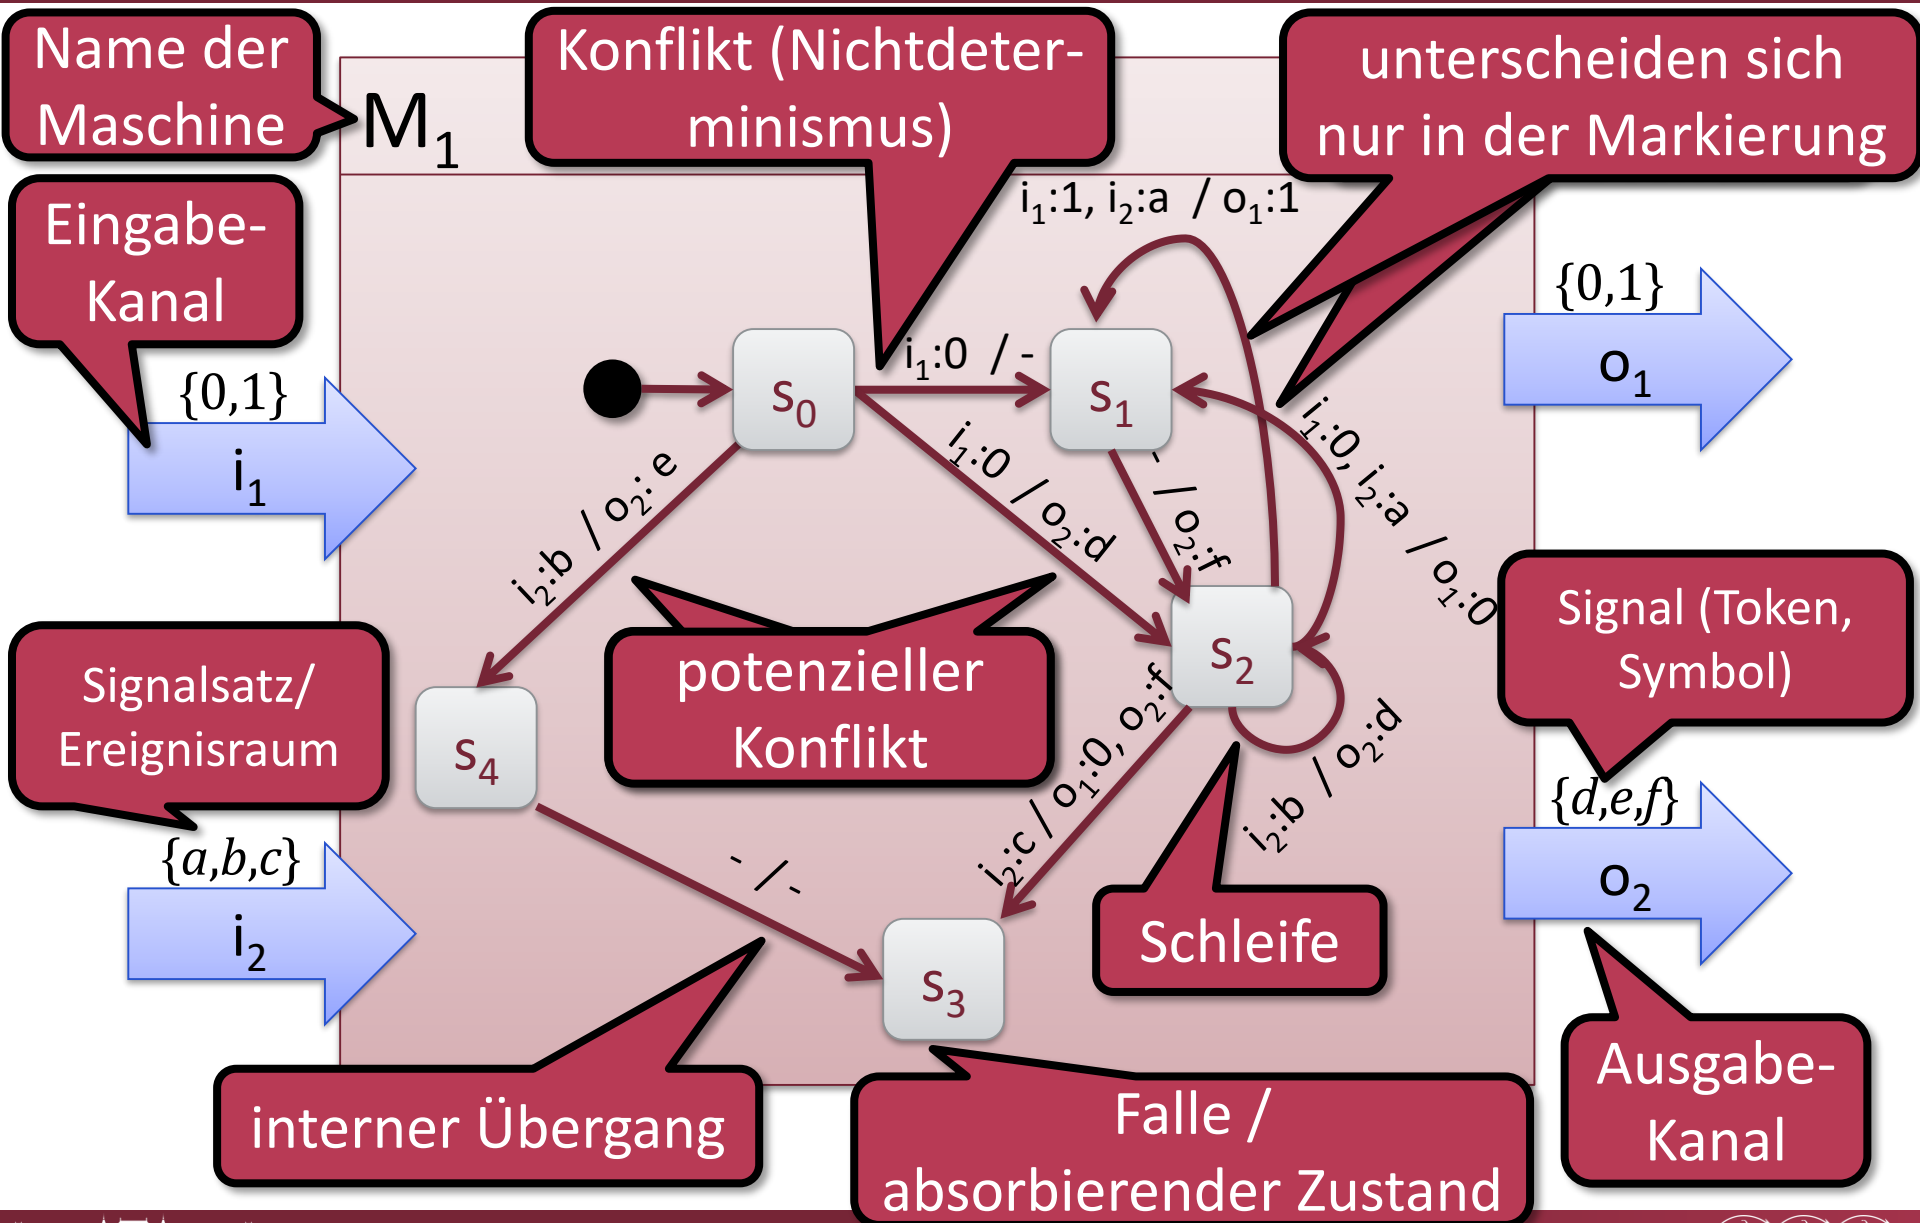 Name der
Maschine
M₁
Konflikt (Nichtdeter-
minismus)
unterscheiden sich
nur in der Markierung
Eingabe-
Kanal
i₁:1, i₂:a / o₁:1
{0,1}
i₁
{0,1}
o₁
s₀
i₁:0 / -
s₁
i₁:0 / o₂:d
- / o₂:f
i₁:0, i₂:a / o₁:0
i₂:b / o₂: e
Signalsatz/
Ereignisraum
potenzieller
Konflikt
s₂
Signal (Token,
Symbol)
s₄
i₂:c / o₁:0, o₂:f
i₂:b / o₂:d
{a,b,c}
i₂
- / -
{d,e,f}
o₂
Schleife
s₃
interner Übergang
Falle /
absorbierender Zustand
Ausgabe-
Kanal